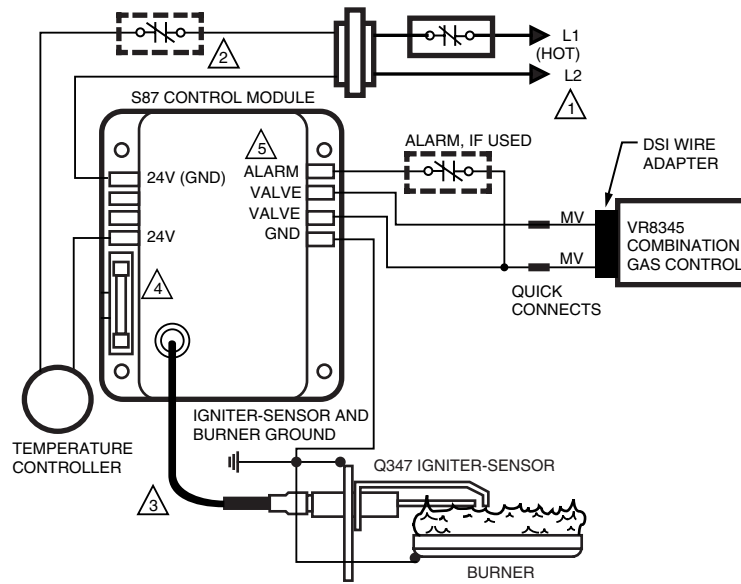 2
L1
(HOT)
L2
1
S87 CONTROL MODULE
5
ALARM, IF USED
DSI WIRE
ADAPTER
24V (GND)
ALARM
VALVE
VALVE
GND
24V
MV
MV
VR8345
COMBINATION
GAS CONTROL
QUICK
CONNECTS
4
TEMPERATURE
CONTROLLER
IGNITER-SENSOR AND
BURNER GROUND
Q347 IGNITER-SENSOR
3
BURNER